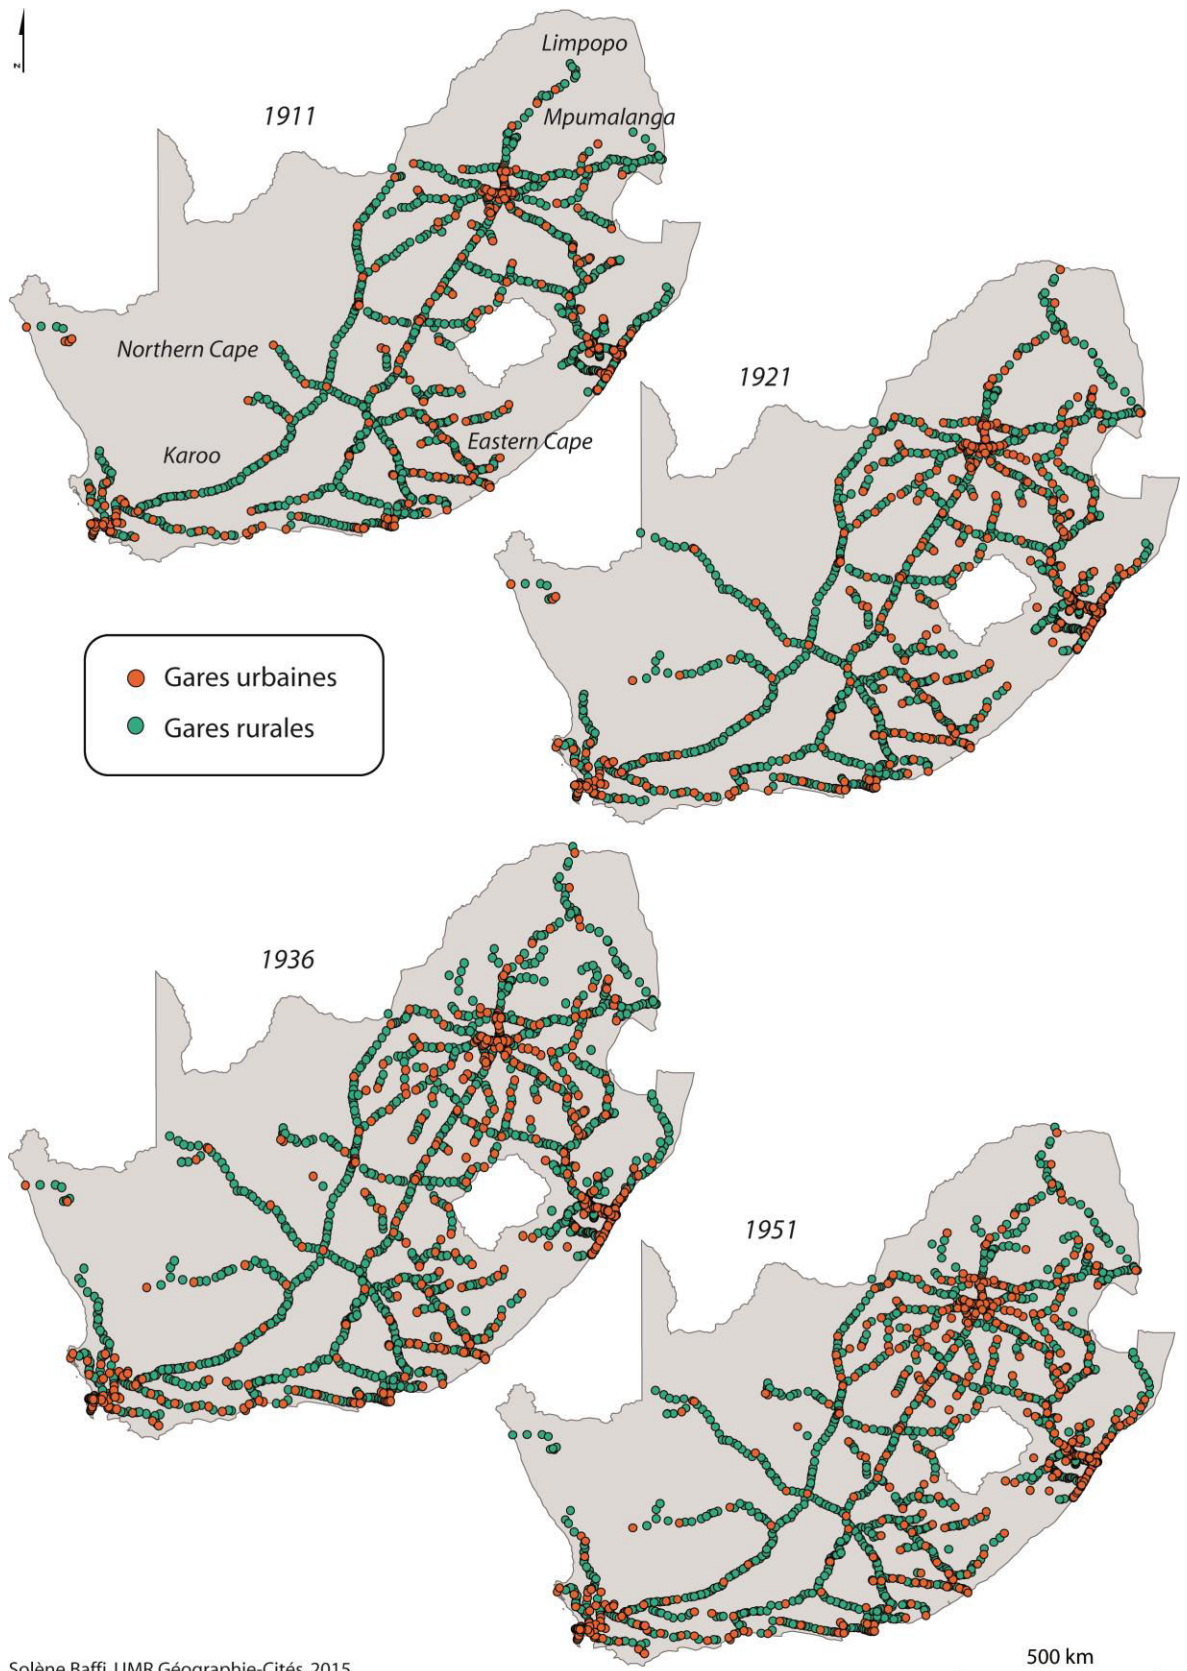 N
Limpopo
1911
Mpumalanga
Northern Cape
1921
Eastern Cape
Karoo
Gares urbaines
Gares rurales
1936
1951
500 km
Solène Baffi, UMR Géographie-Cités, 2015